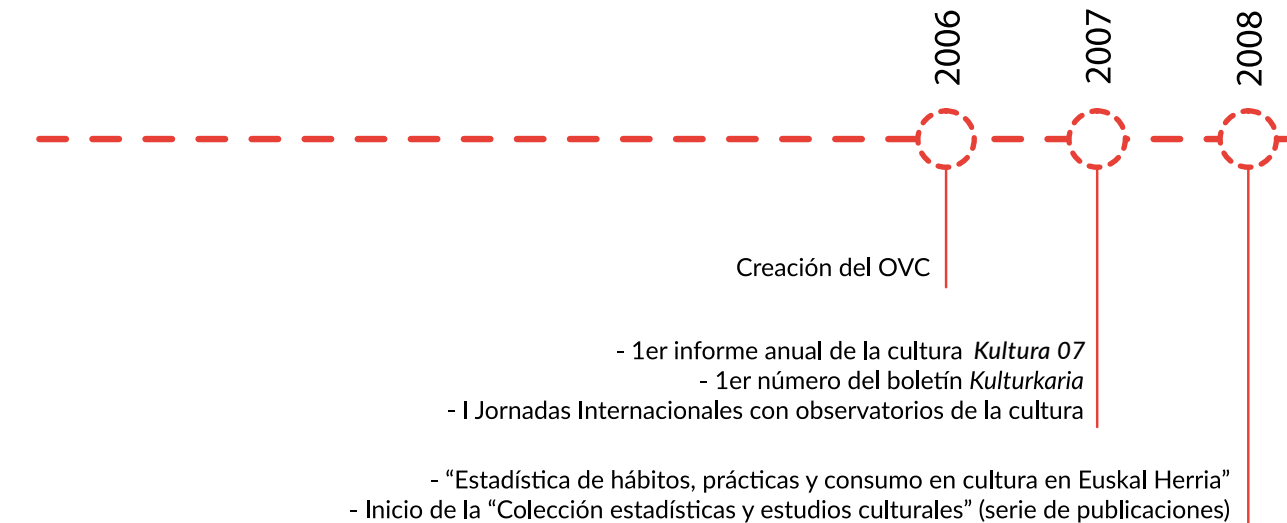 2006
2007
2008
Creación del OVC
- 1er informe anual de la cultura Kultura 07
- 1er número del boletín Kulturkaria
- I Jornadas Internacionales con observatorios de la cultura
- “Estadística de hábitos, prácticas y consumo en cultura en Euskal Herria”
- Inicio de la “Colección estadísticas y estudios culturales” (serie de publicaciones)